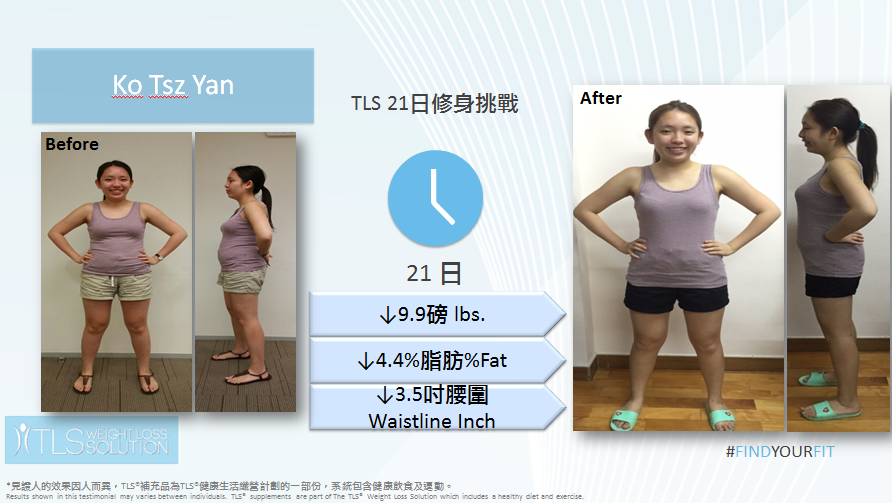 Ko Tsz Yan
TLS 21日修身挑戰
Before
After
21 日
↓9.9磅 lbs.
↓4.4%脂肪%Fat
↓3.5吋腰圍
Waistline Inch
TLS WEIGHT LOSS
SOLUTION
#FINDYOURFIT
*見證人的效果因人而異，TLS®補充品為TLS®健康生活纖營計劃的一部份，系統包含健康飲食及運動。
Results shown in this testimonial may varies between individuals. TLS® supplements are part of The TLS® Weight Loss Solution which includes a healthy diet and exercise.